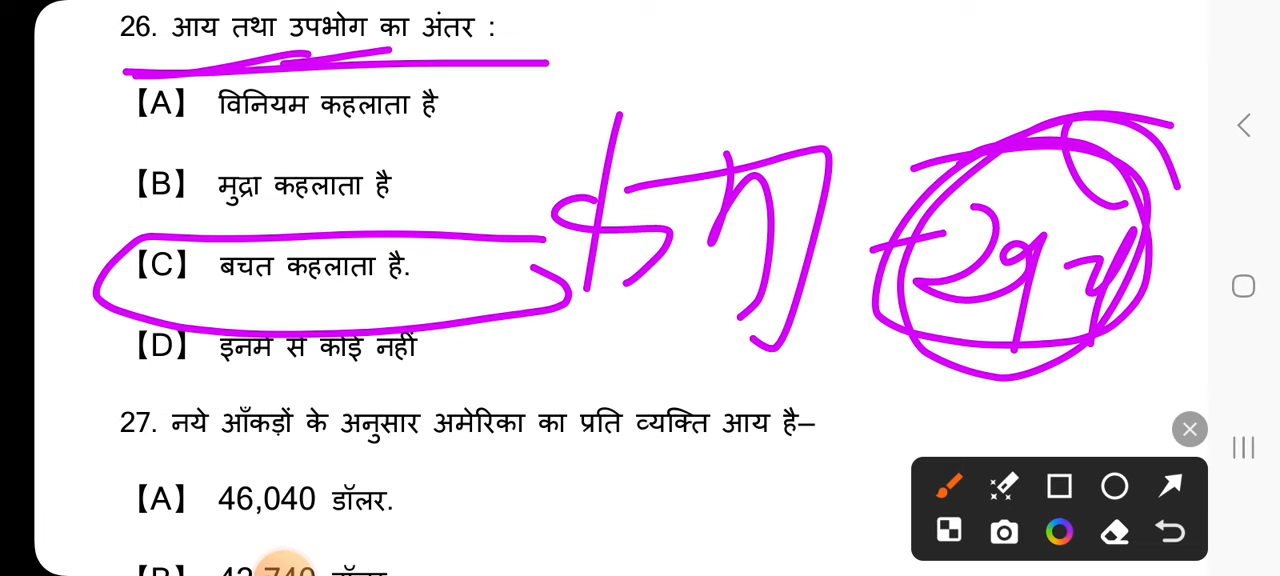 26. आय तथा उपभोग का अंतर :
【A】 विनियम कहलाता है
【B】 मुद्रा कहलाता है
【C】 बचत कहलाता है.
【D】 इनमें से कोई नहीं
27. नये आँकड़ों के अनुसार अमेरिका का प्रति व्यक्ति आय है–
【A】 46,040 डॉलर.